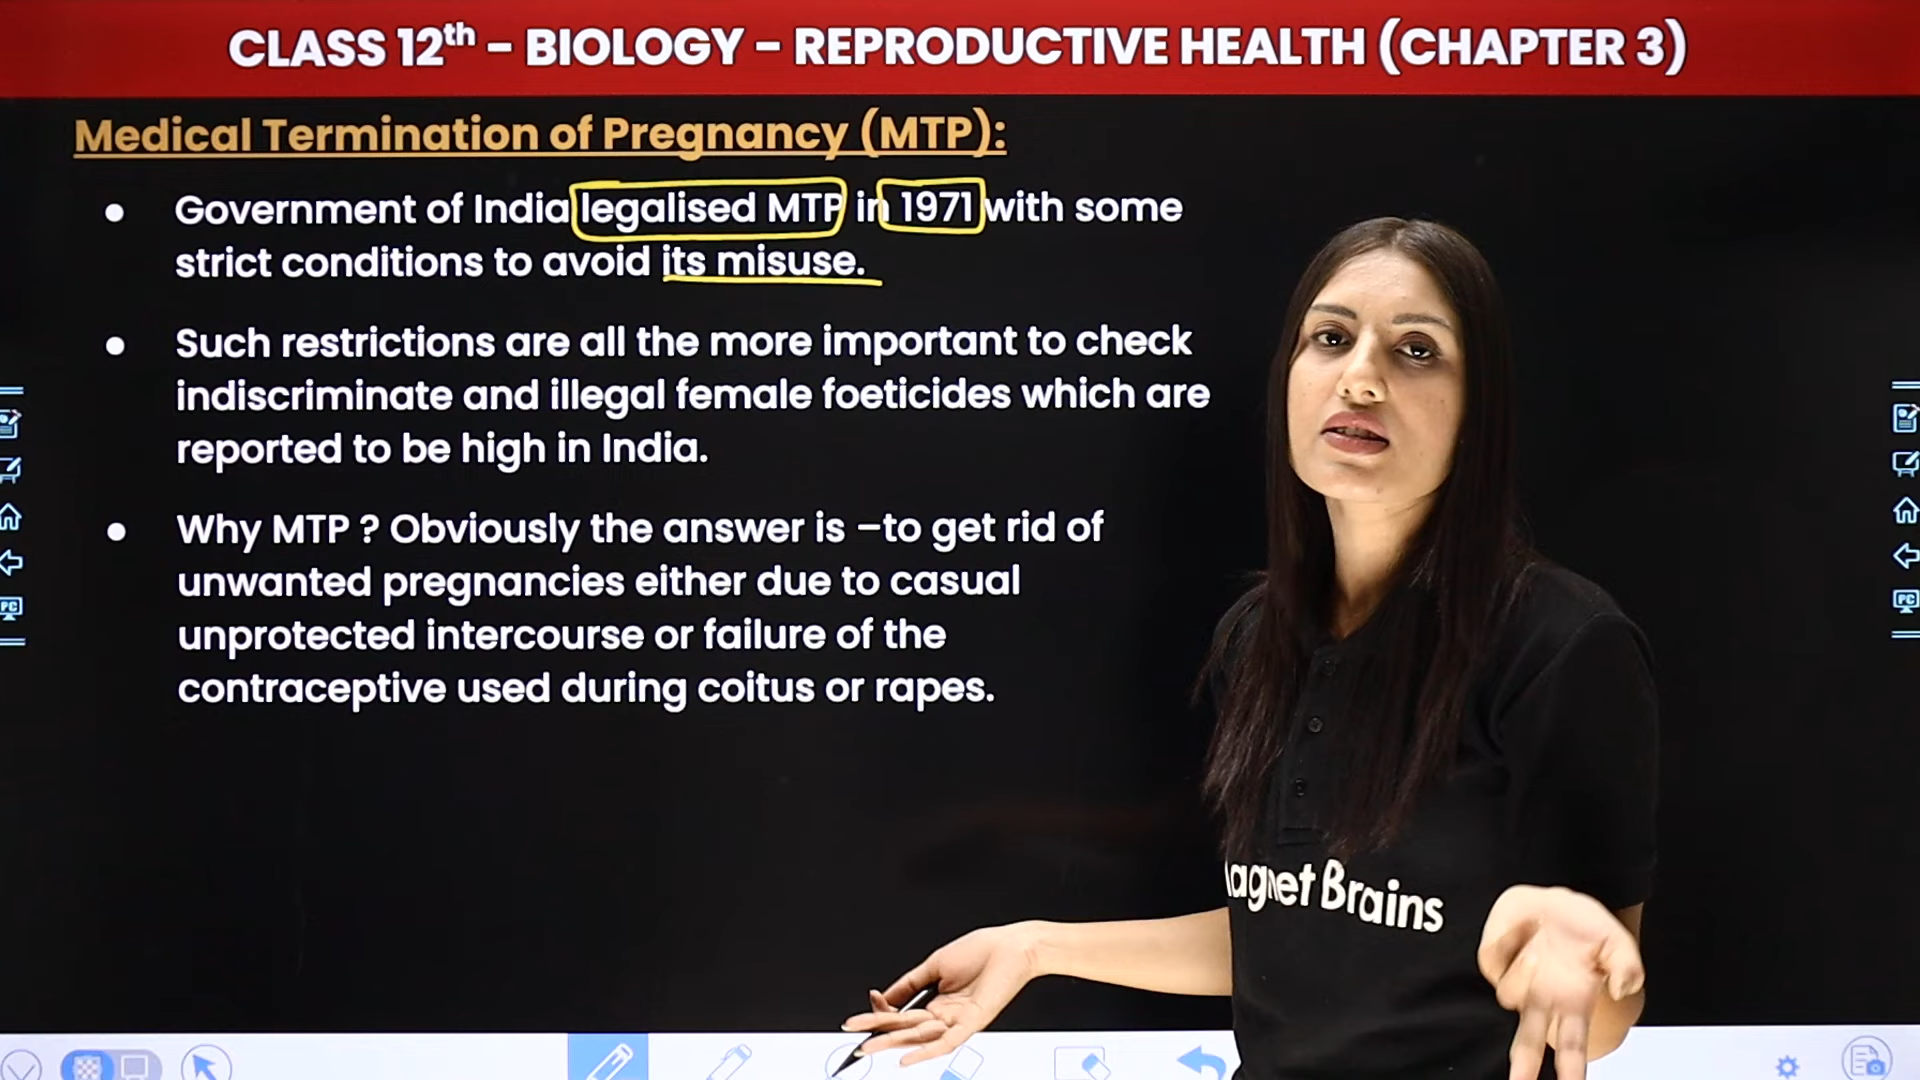 CLASS 12th – BIOLOGY – REPRODUCTIVE HEALTH (CHAPTER 3)
Medical Termination of Pregnancy (MTP):
● Government of India legalised MTP in 1971 with some
strict conditions to avoid its misuse.
● Such restrictions are all the more important to check
indiscriminate and illegal female foeticides which are
reported to be high in India.
● Why MTP ? Obviously the answer is –to get rid of
unwanted pregnancies either due to casual
unprotected intercourse or failure of the
contraceptive used during coitus or rapes.
agnet Brains
PC
PC